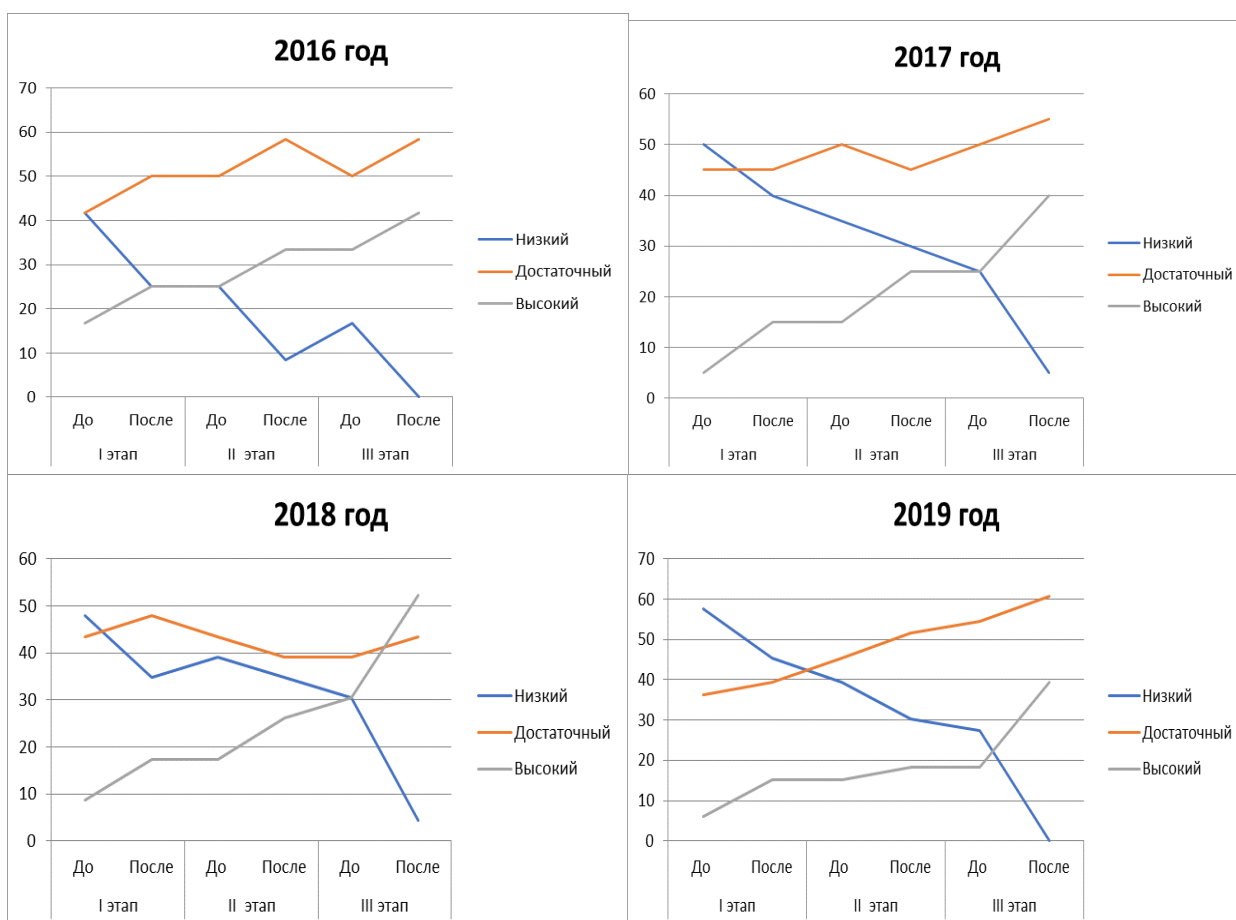 2016 год
70
60
50
40
30
20
10
0
До После До После До После
I этап II этап III этап
Низкий
Достаточный
Высокий
2017 год
60
50
40
30
20
10
0
До После До После До После
I этап II этап III этап
Низкий
Достаточный
Высокий
2018 год
60
50
40
30
20
10
0
До После До После До После
I этап II этап III этап
Низкий
Достаточный
Высокий
2019 год
70
60
50
40
30
20
10
0
До После До После До После
I этап II этап III этап
Низкий
Достаточный
Высокий